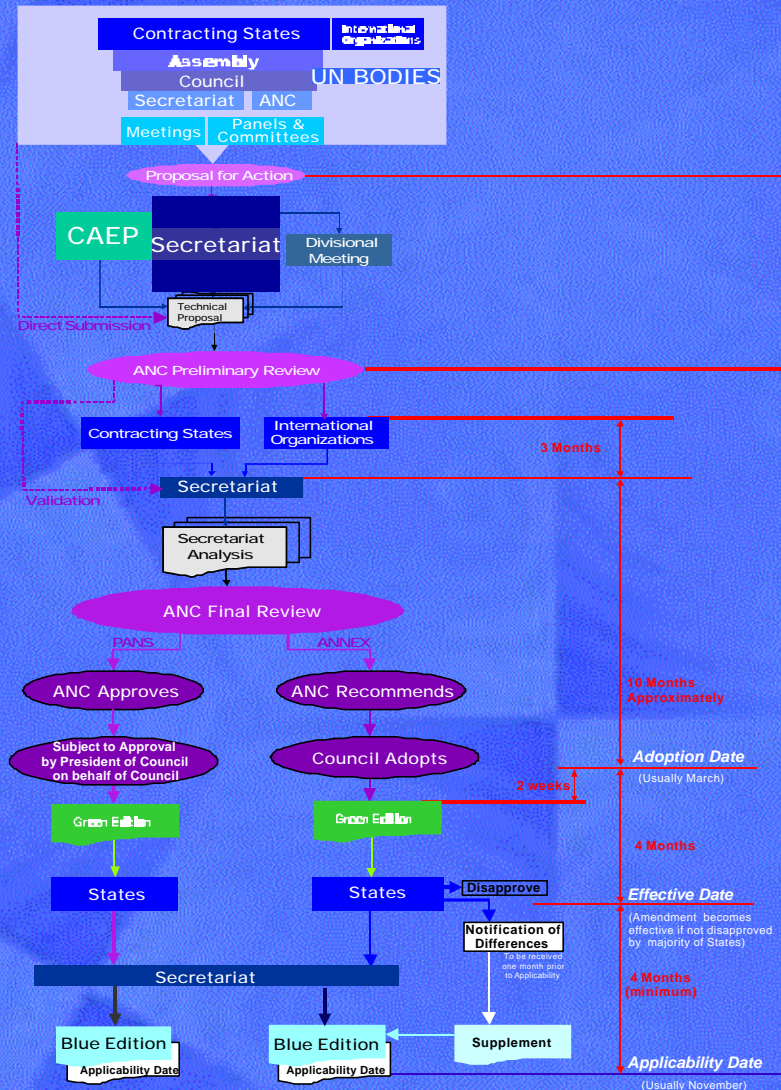 Contracting States
International
Organizations
Assembly
Council
UN BODIES
Secretariat
ANC
Meetings
Panels &
Committees
Proposal for Action
CAEP
Secretariat
Divisional
Meeting
Technical
Proposal
Direct Submission
ANC Preliminary Review
Contracting States
International
Organizations
3 Months
Secretariat
Validation
Secretariat
Analysis
ANC Final Review
PANS
ANNEX
ANC Approves
ANC Recommends
10 Months
Approximately
Subject to Approval
by President of Council
on behalf of Council
Council Adopts
Adoption Date
(Usually March)
2 weeks
Green Edition
Green Edition
4 Months
States
States
Disapprove
Effective Date
(Amendment becomes
effective if not disapproved
by majority of States)
Notification of
Differences
To be received
one month prior
to Applicability
Secretariat
4 Months
(minimum)
Blue Edition
Applicability Date
Blue Edition
Applicability Date
Supplement
Applicability Date
(Usually November)